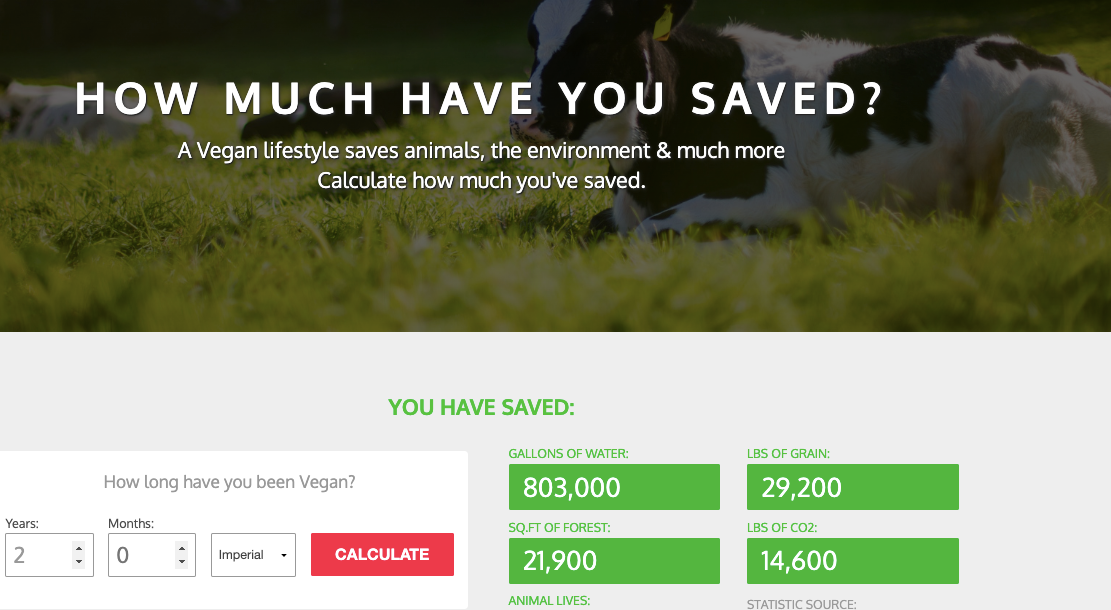 HOW MUCH HAVE YOU SAVED?
A Vegan lifestyle saves animals, the environment & much more
Calculate how much you've saved.
YOU HAVE SAVED:
How long have you been Vegan?
Years:
Months:
2
0
Imperial
CALCULATE
GALLONS OF WATER:
803,000
LBS OF GRAIN:
29,200
SQ.FT OF FOREST:
21,900
LBS OF CO2:
14,600
ANIMAL LIVES:
STATISTIC SOURCE: